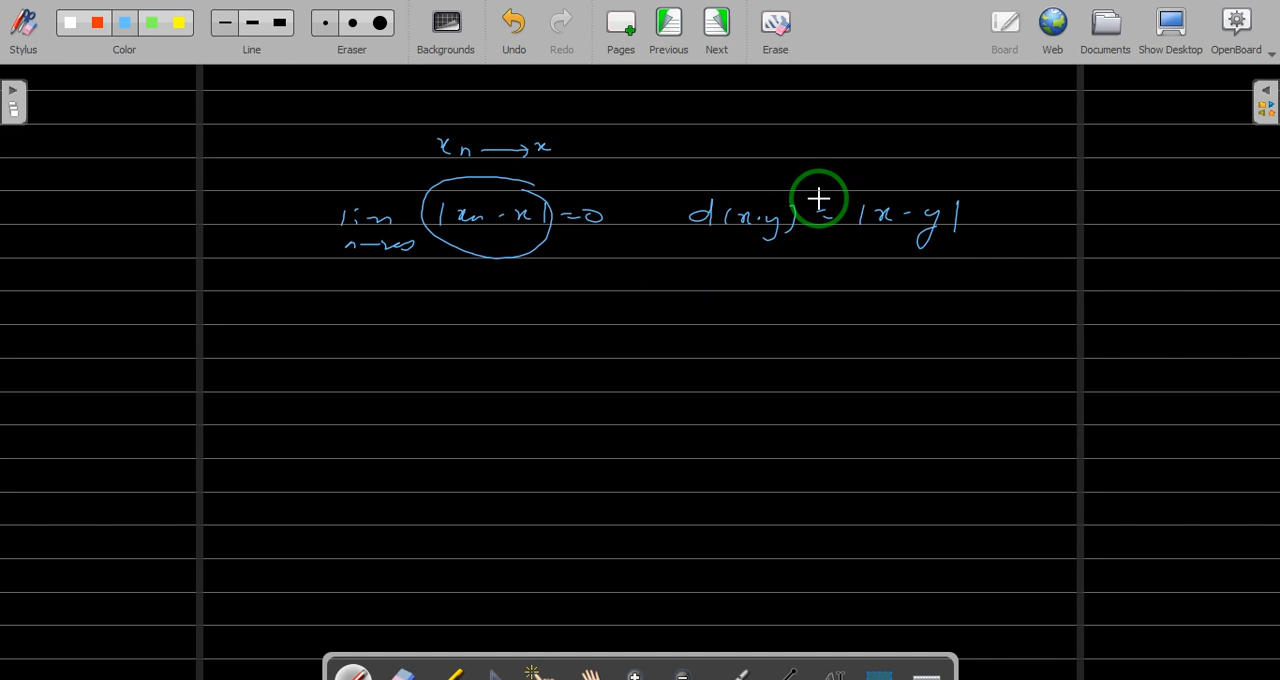 Stylus Color Line Eraser Backgrounds Undo Redo Pages Previous Next Erase Board Web Documents Show Desktop OpenBoard
xₙ ⟶ x
lim |xₙ - x| = 0 d(x·y) = |x - y|
n→∞